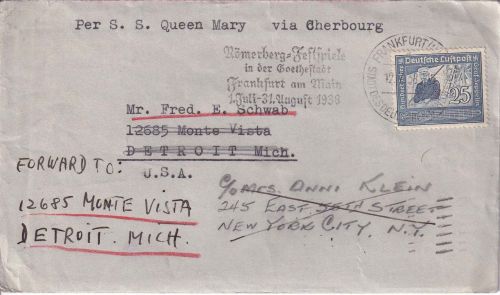 Per S. S. Queen Mary via Cherbourg
Römerberg-Festspiele
in der Goethestadt
Frankfurt am Main
1. Juli-31. August 1938
FRANKFURT
Deutsche Luftpost
25
Mr. Fred. E. Schwab
12685 Monte Vista
DETROIT Mich.
U.S.A.
FORWARD TO:
12685 MONTE VISTA
DETROIT. MICH.
c/o MRS. ANNI KLEIN
245 EAST STREET
NEW YORK CITY, N.Y.